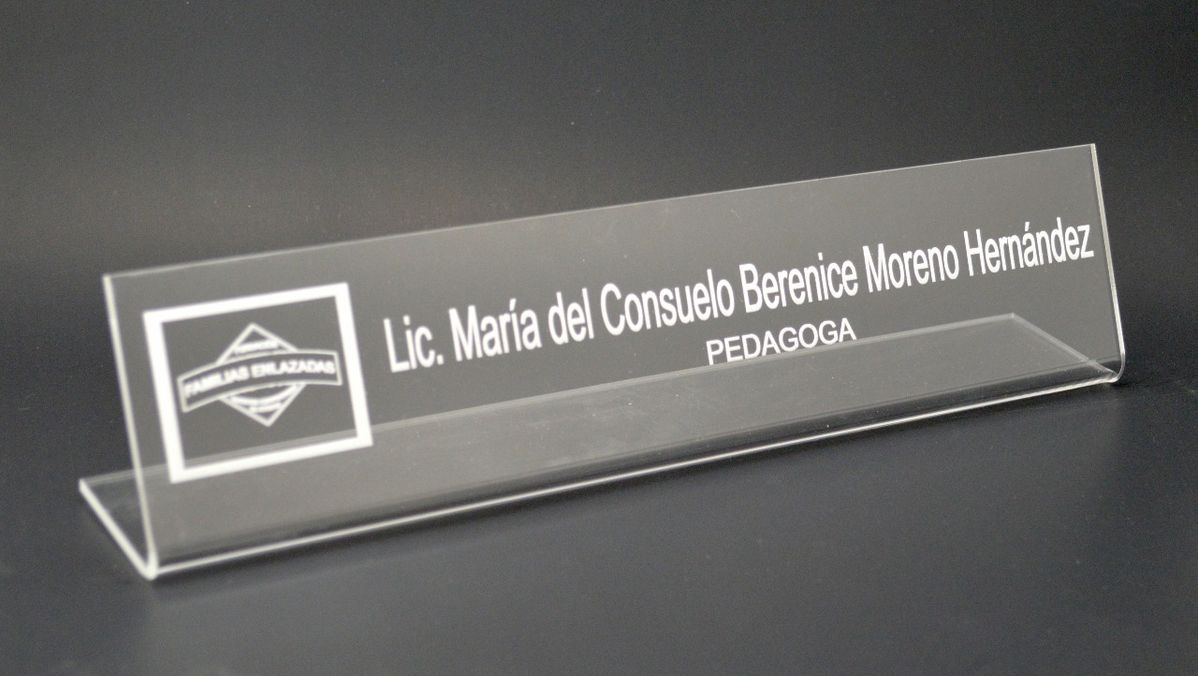 FAMILIAS ENLAZADAS
Lic. María del Consuelo Berenice Moreno Hernández
PEDAGOGA